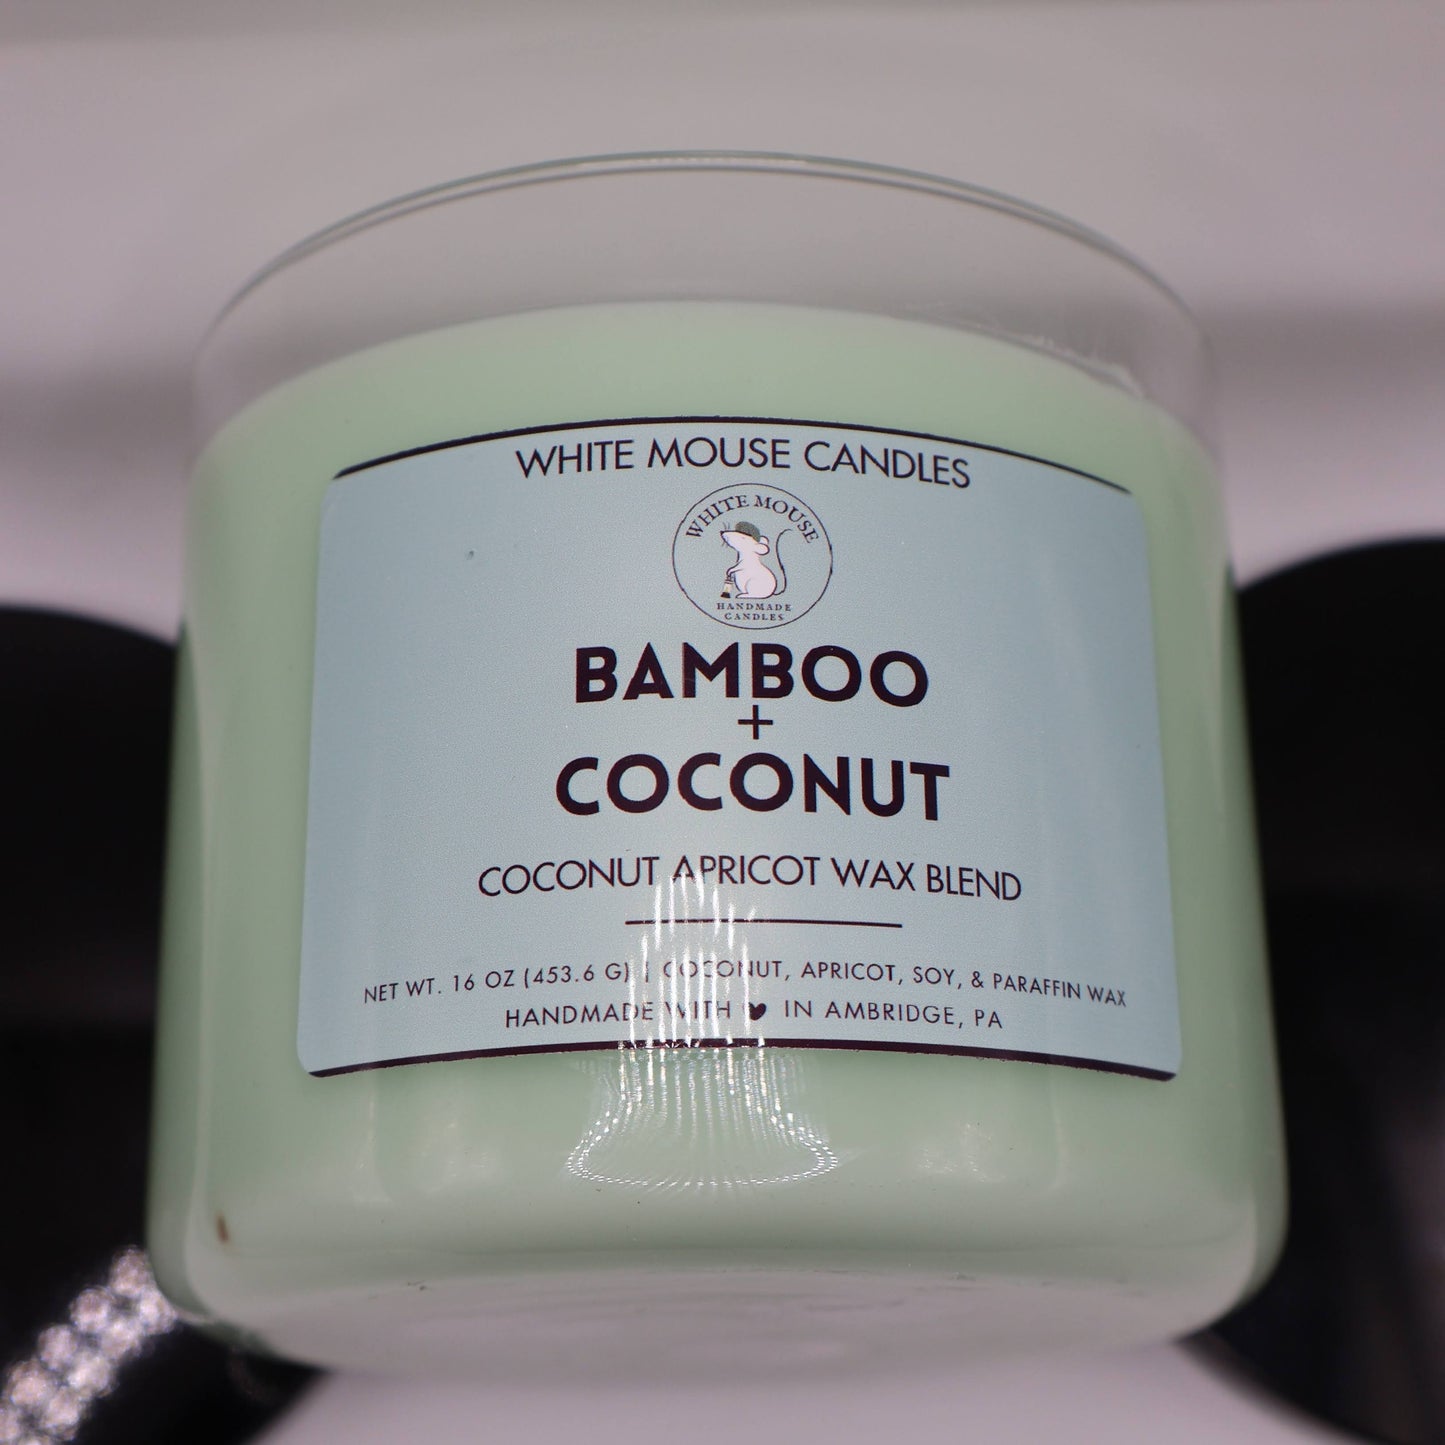 WHITE MOUSE CANDLES
WHITE MOUSE
HANDMADE
CANDLES
BAMBOO
+
COCONUT
COCONUT APRICOT WAX BLEND
NET WT. 16 OZ (453.6 G) | COCONUT, APRICOT, SOY, & PARAFFIN WAX
HANDMADE WITH ♥ IN AMBRIDGE, PA